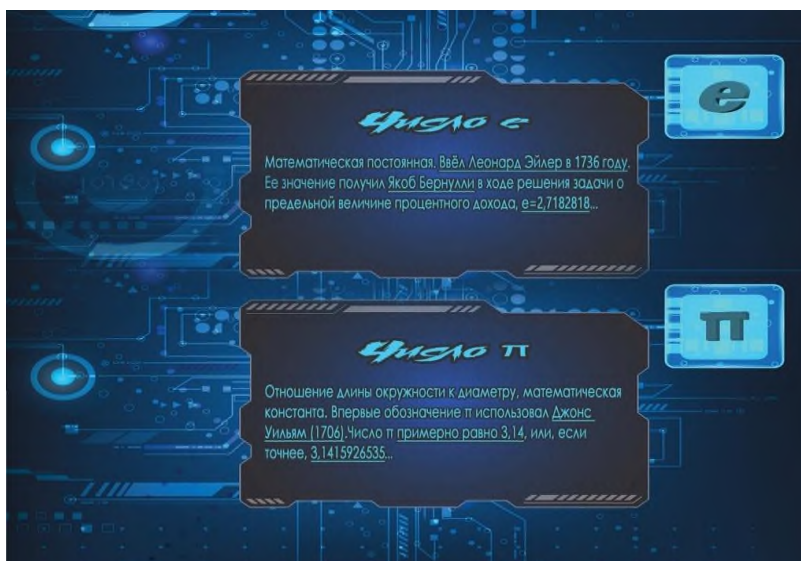 Число e
e
Математическая постоянная. Ввёл Леонард Эйлер в 1736 году.
Ее значение получил Якоб Бернулли в ходе решения задачи о
предельной величине процентного дохода, e=2,7182818...
Число π
π
Отношение длины окружности к диаметру, математическая
константа. Впервые обозначение π использовал Джонс
Уильям (1706).Число π примерно равно 3,14, или, если
точнее, 3,1415926535...